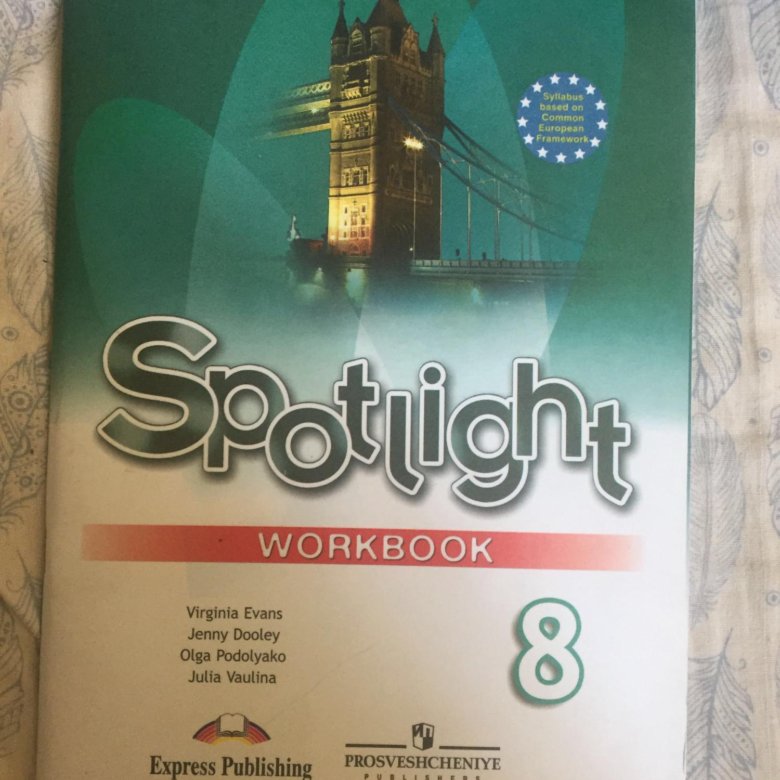 Syllabus
based on
Common
European
Framework
Spotlight
WORKBOOK
Virginia Evans
Jenny Dooley
Olga Podolyako
Julia Vaulina
8
Express Publishing
PROSVESHCHENIYE
PUBLISHERS